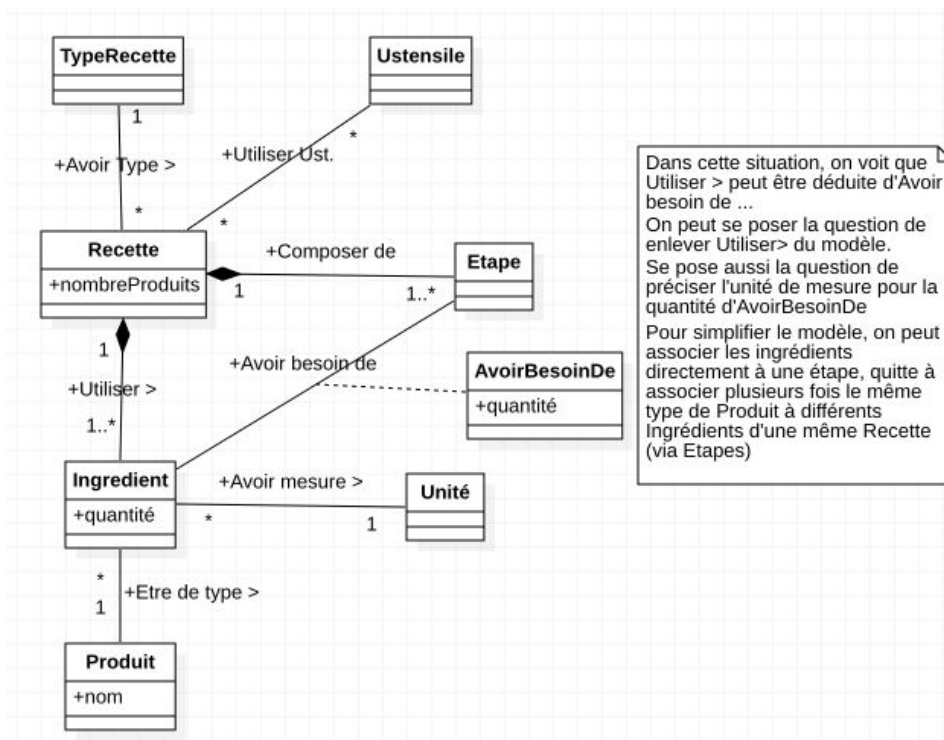 TypeRecette
Ustensile
1
*
+Avoir Type >
+Utiliser Ust.
*
*
Recette
+nombreProduits
+Composer de
Etape
1
1..*
1
+Utiliser >
1..*
+Avoir besoin de
AvoirBesoinDe
+quantité
Ingredient
+quantité
+Avoir mesure >
Unité
*
1
*
+Etre de type >
1
Produit
+nom
Dans cette situation, on voit que
Utiliser > peut être déduite d'Avoir
besoin de ...
On peut se poser la question de
enlever Utiliser> du modèle.
Se pose aussi la question de
préciser l'unité de mesure pour la
quantité d'AvoirBesoinDe
Pour simplifier le modèle, on peut
associer les ingrédients
directement à une étape, quitte à
associer plusieurs fois le même
type de Produit à différents
Ingrédients d'une même Recette
(via Etapes)